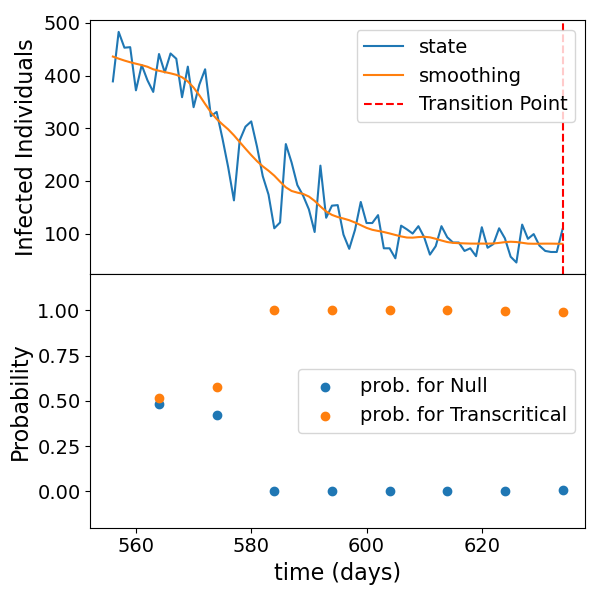 500
400
300
200
100
Infected Individuals
state
smoothing
Transition Point
1.00
0.75
0.50
0.25
0.00
Probability
prob. for Null
prob. for Transcritical
560 580 600 620
time (days)